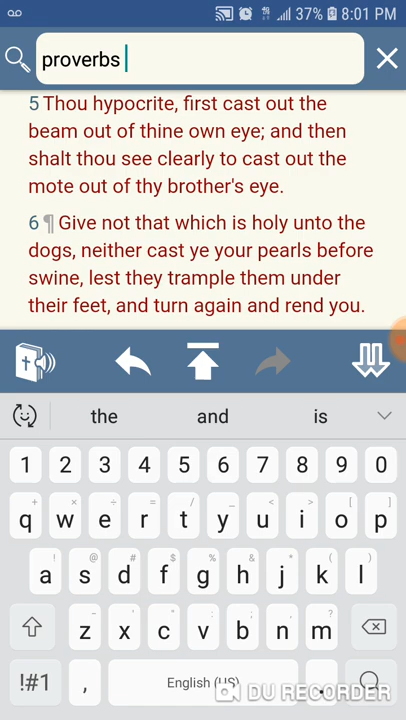 37% 8:01 PM
proverbs
5 Thou hypocrite, first cast out the
beam out of thine own eye; and then
shalt thou see clearly to cast out the
mote out of thy brother's eye.
6 ¶ Give not that which is holy unto the
dogs, neither cast ye your pearls before
swine, lest they trample them under
their feet, and turn again and rend you.
the and is
1 2 3 4 5 6 7 8 9 0
+ × ÷ = / _ < > [ ]
q w e r t y u i o p
! @ # $ % & * ( )
a s d f g h j k l
- ' " : ; , ?
z x c v b n m
!#1 , English (US) .
DU RECORDER